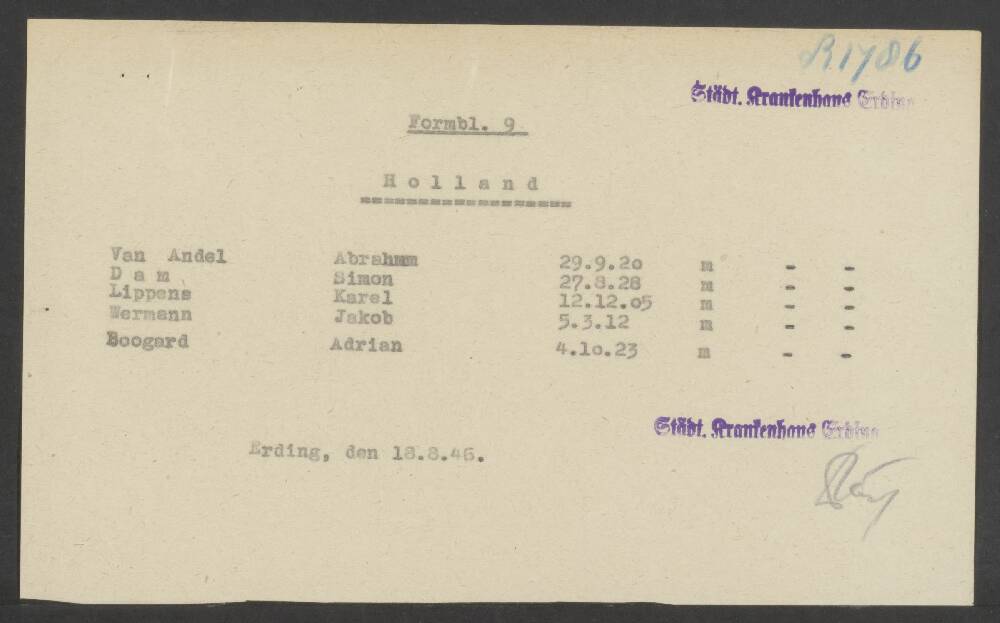 R1786
Städt. Krankenhaus Erding
Formbl. 9
Holland
Van Andel Abrahmm 29.9.20 m - -
Dam Simon 27.8.28 m - -
Lippens Karel 12.12.05 m - -
Wermann Jakob 5.3.12 m - -
Boogard Adrian 4.10.23 m - -
Städt. Krankenhaus Erding
Erding, den 18.8.46.